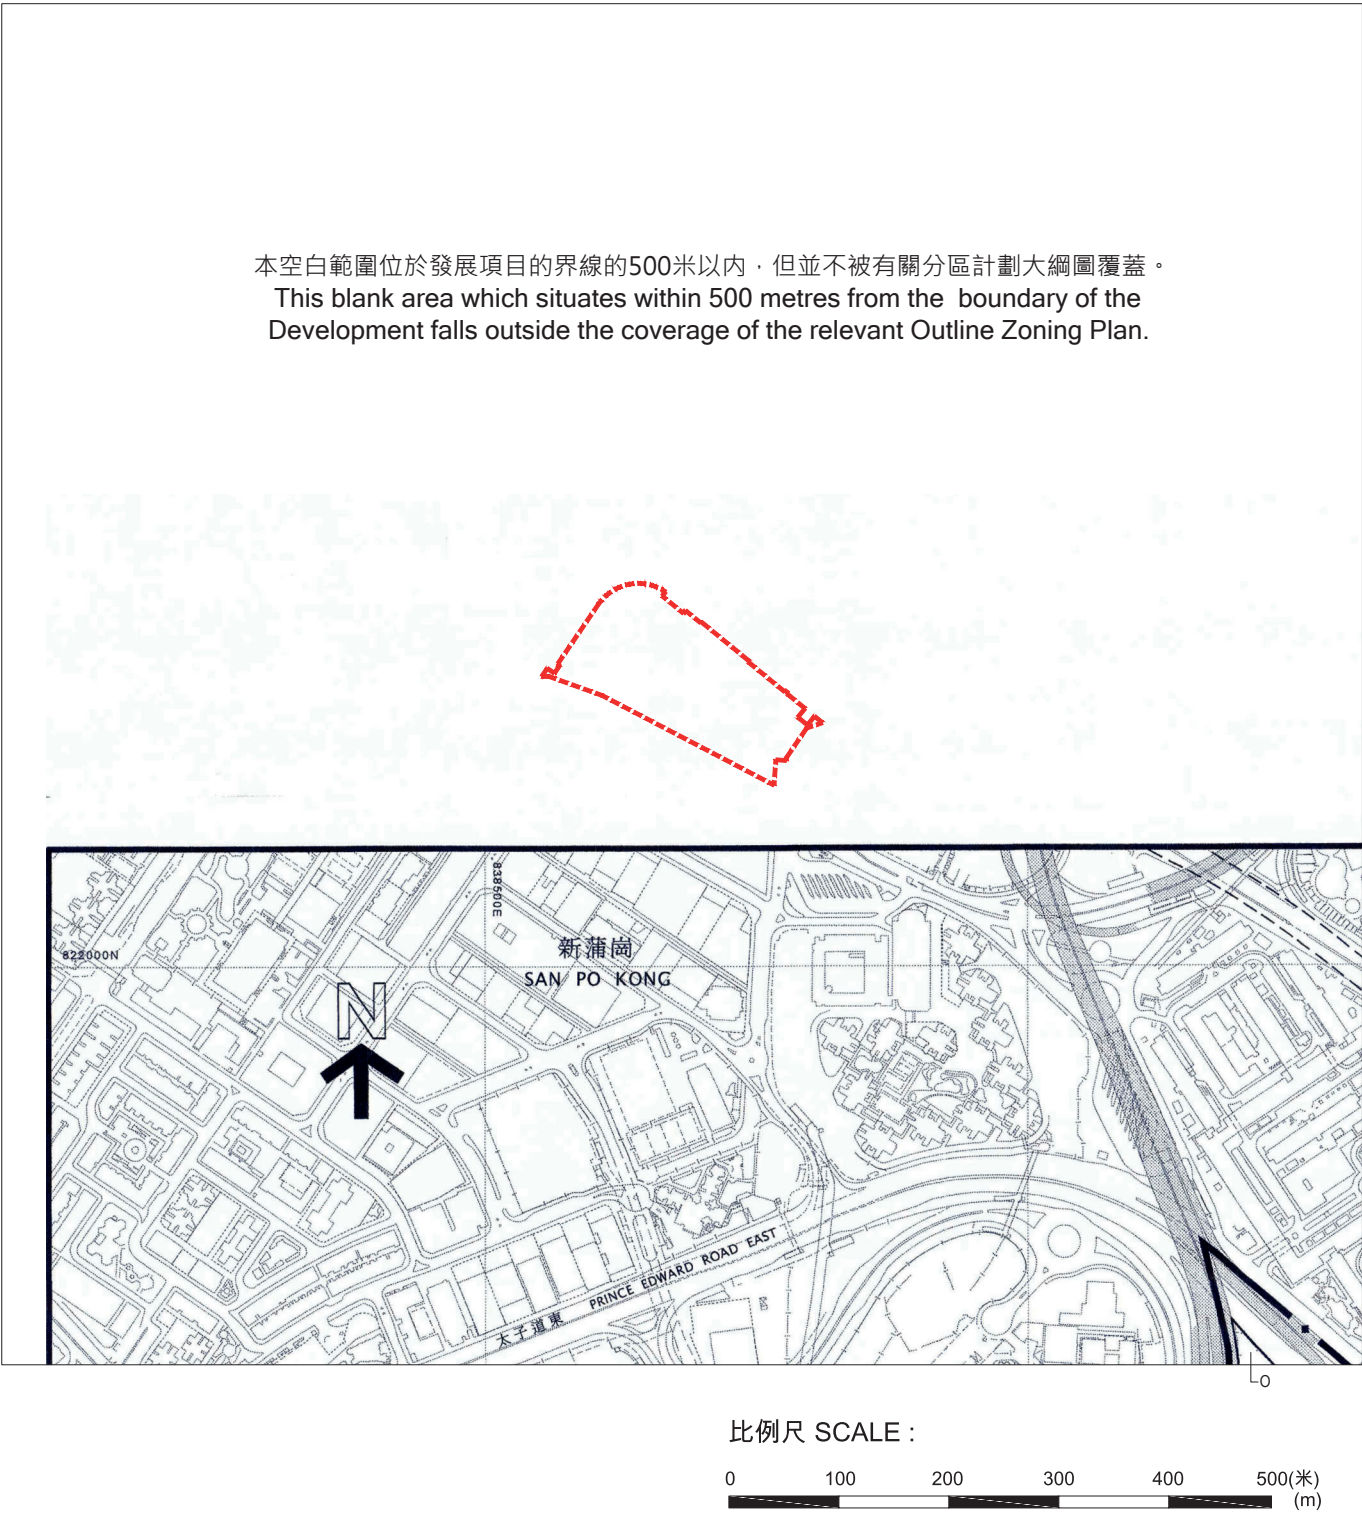 本空白範圍位於發展項目的界線的500米以內，但並不被有關分區計劃大綱圖覆蓋。
This blank area which situates within 500 metres from the boundary of the
Development falls outside the coverage of the relevant Outline Zoning Plan.
838500E
822000N
新蒲崗
SAN PO KONG
N
太子道東 PRINCE EDWARD ROAD EAST
O
比例尺 SCALE :
0 100 200 300 400 500(米)
(m)